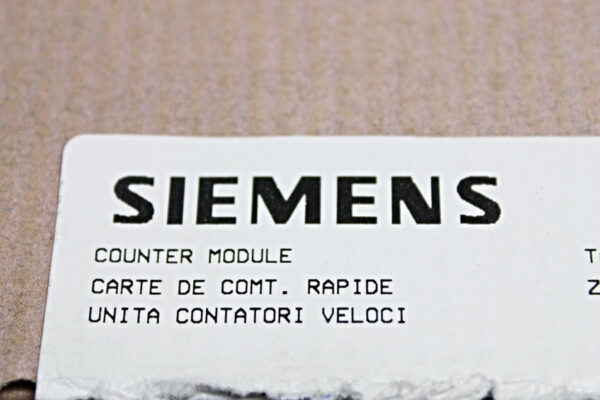 SIEMENS
COUNTER MODULE
CARTE DE COMT. RAPIDE
UNITA CONTATORI VELOCI